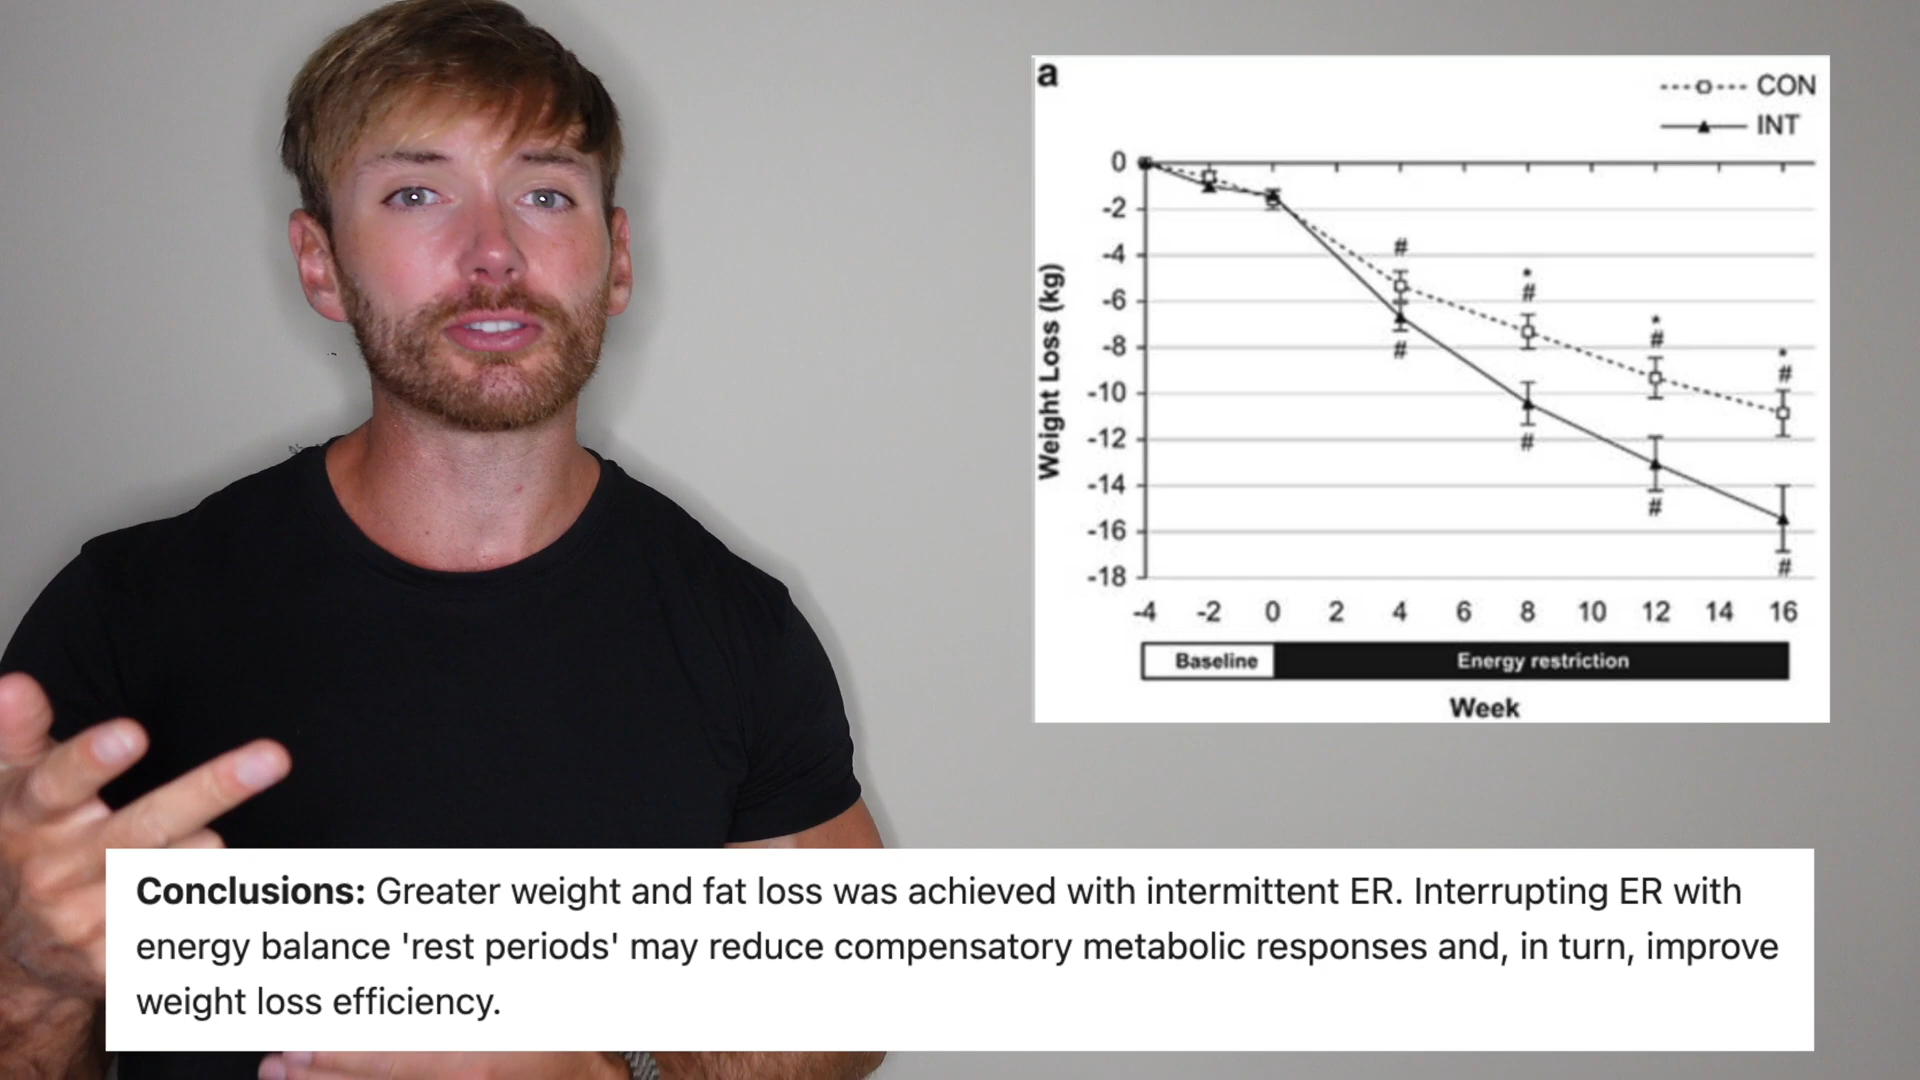 a
CON
INT
0
-2
-4
-6
-8
-10
-12
-14
-16
-18
Weight Loss (kg)
#
*
#
*
#
*
#
#
#
#
#
-4 -2 0 2 4 6 8 10 12 14 16
Baseline Energy restriction
Week
Conclusions: Greater weight and fat loss was achieved with intermittent ER. Interrupting ER with
energy balance 'rest periods' may reduce compensatory metabolic responses and, in turn, improve
weight loss efficiency.